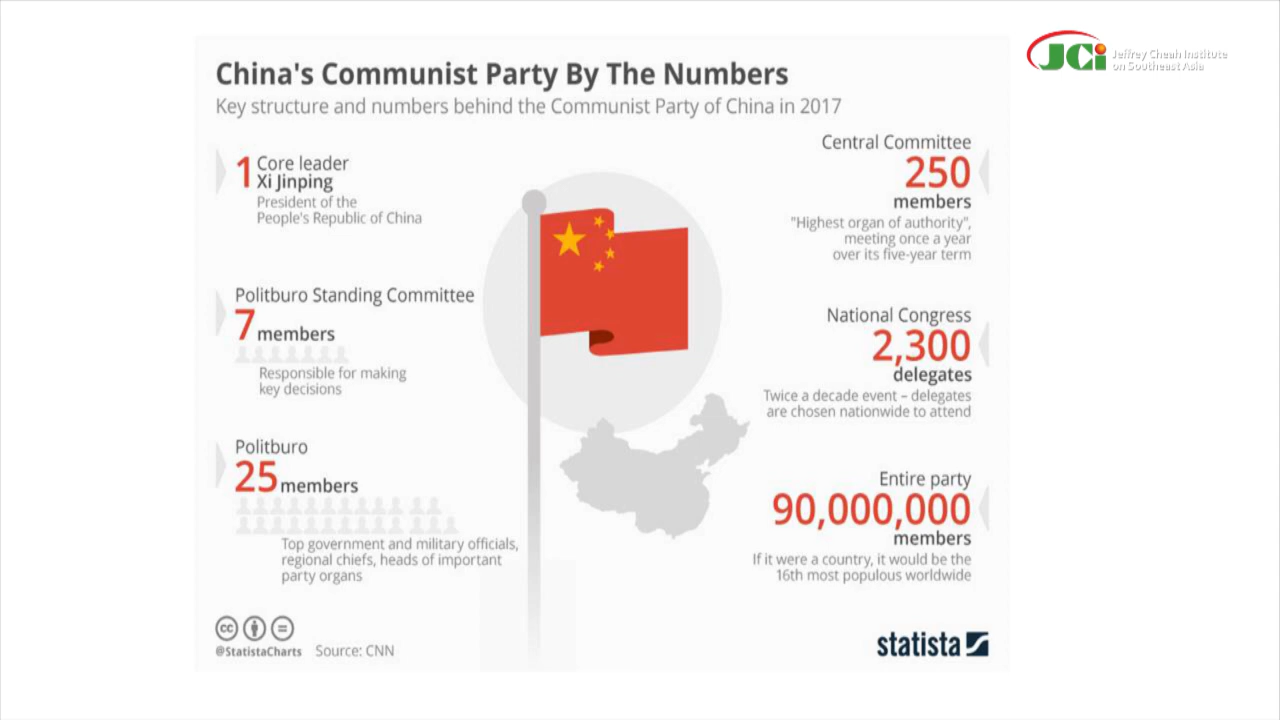 JCi Jeffrey Cheah Institute
on Southeast Asia
China's Communist Party By The Numbers
Key structure and numbers behind the Communist Party of China in 2017
1 Core leader
Xi Jinping
President of the
People's Republic of China
Politburo Standing Committee
7 members
Responsible for making
key decisions
Politburo
25 members
Top government and military officials,
regional chiefs, heads of important
party organs
Central Committee
250
members
"Highest organ of authority",
meeting once a year
over its five-year term
National Congress
2,300
delegates
Twice a decade event – delegates
are chosen nationwide to attend
Entire party
90,000,000
members
If it were a country, it would be the
16th most populous worldwide
cc
@StatistaCharts Source: CNN
statista